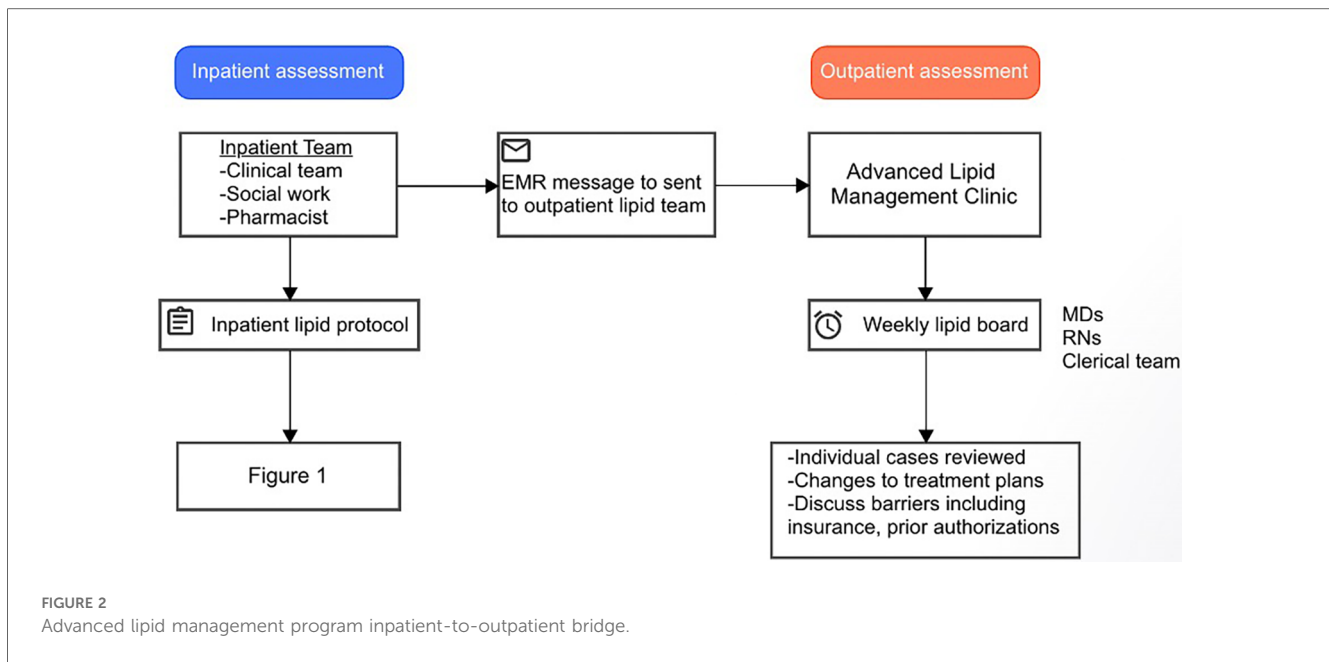 Inpatient assessment
Outpatient assessment
Inpatient Team
-Clinical team
-Social work
-Pharmacist
EMR message to sent
to outpatient lipid team
Advanced Lipid
Management Clinic
Inpatient lipid protocol
Weekly lipid board
MDs
RNs
Clerical team
Figure 1
-Individual cases reviewed
-Changes to treatment plans
-Discuss barriers including
insurance, prior authorizations
FIGURE 2
Advanced lipid management program inpatient-to-outpatient bridge.